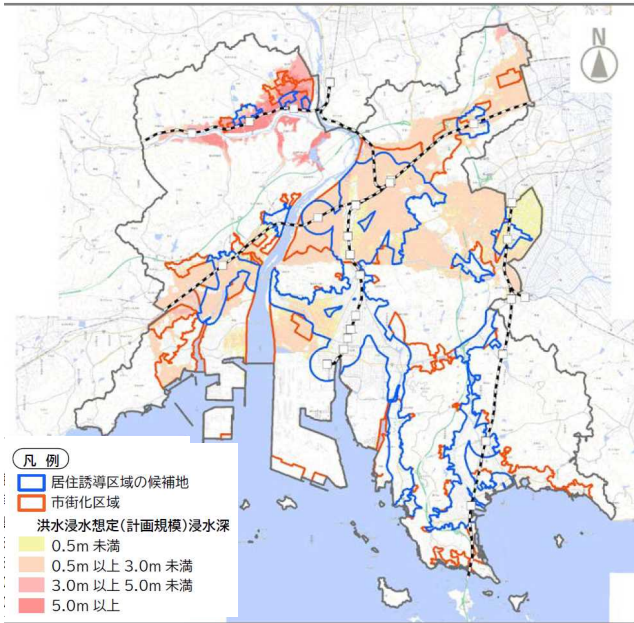 N
凡 例
居住誘導区域の候補地
市街化区域
洪水浸水想定(計画規模)浸水深
0.5m 未満
0.5m 以上 3.0m 未満
3.0m 以上 5.0m 未満
5.0m 以上